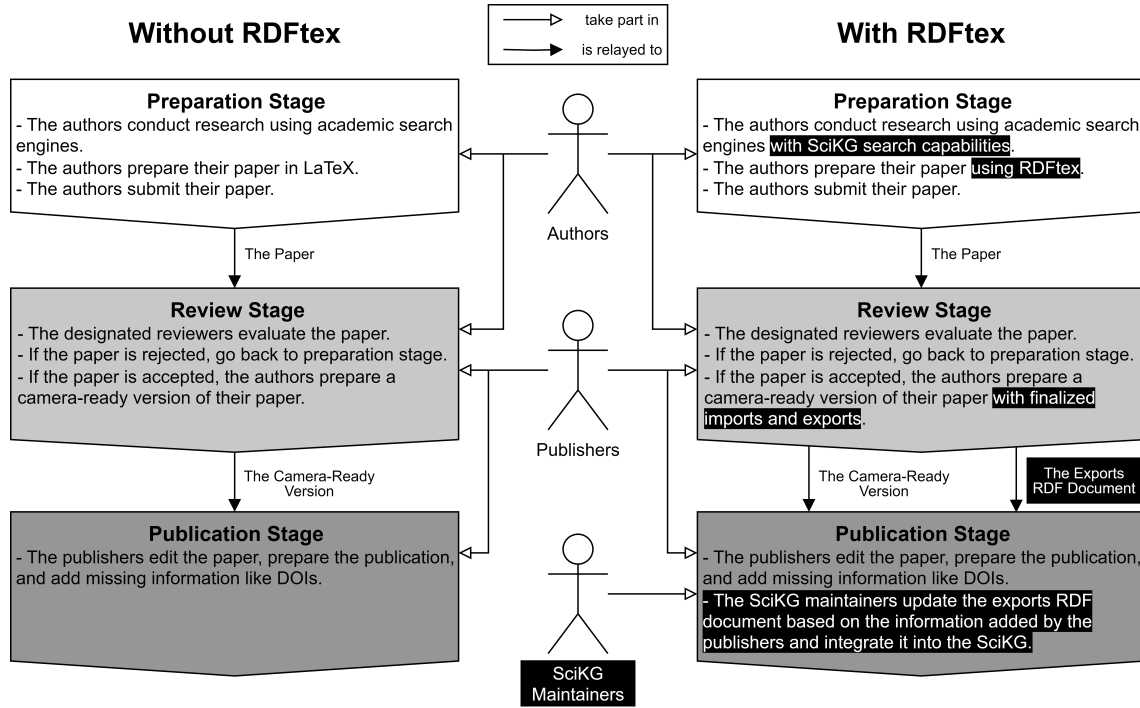 Without RDFtex
take part in
is relayed to
With RDFtex
Preparation Stage
- The authors conduct research using academic search
engines.
- The authors prepare their paper in LaTeX.
- The authors submit their paper.
The Paper
Review Stage
- The designated reviewers evaluate the paper.
- If the paper is rejected, go back to preparation stage.
- If the paper is accepted, the authors prepare a
camera-ready version of their paper.
The Camera-Ready
Version
Publication Stage
- The publishers edit the paper, prepare the publication,
and add missing information like DOIs.
Authors
Publishers
SciKG
Maintainers
Preparation Stage
- The authors conduct research using academic search
engines with SciKG search capabilities.
- The authors prepare their paper using RDFtex.
- The authors submit their paper.
The Paper
Review Stage
- The designated reviewers evaluate the paper.
- If the paper is rejected, go back to preparation stage.
- If the paper is accepted, the authors prepare a
camera-ready version of their paper with finalized
imports and exports.
The Camera-Ready
Version
The Exports
RDF Document
Publication Stage
- The publishers edit the paper, prepare the publication,
and add missing information like DOIs.
- The SciKG maintainers update the exports RDF
document based on the information added by the
publishers and integrate it into the SciKG.